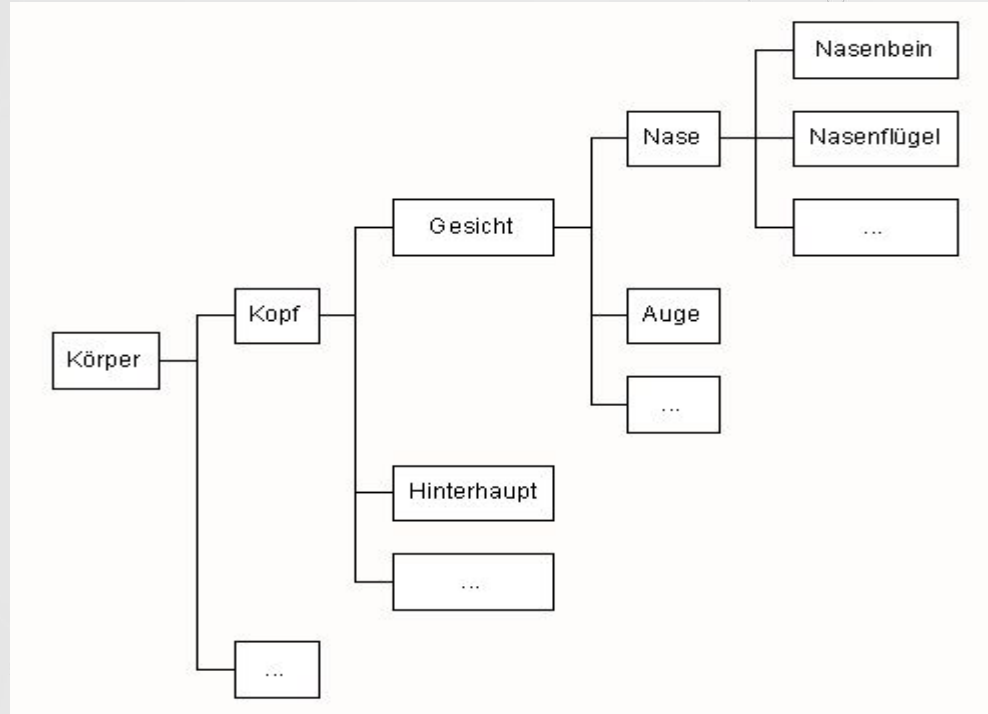 Nasenbein
Nase
Nasenflügel
Gesicht
...
Kopf
Auge
Körper
...
Hinterhaupt
...
...